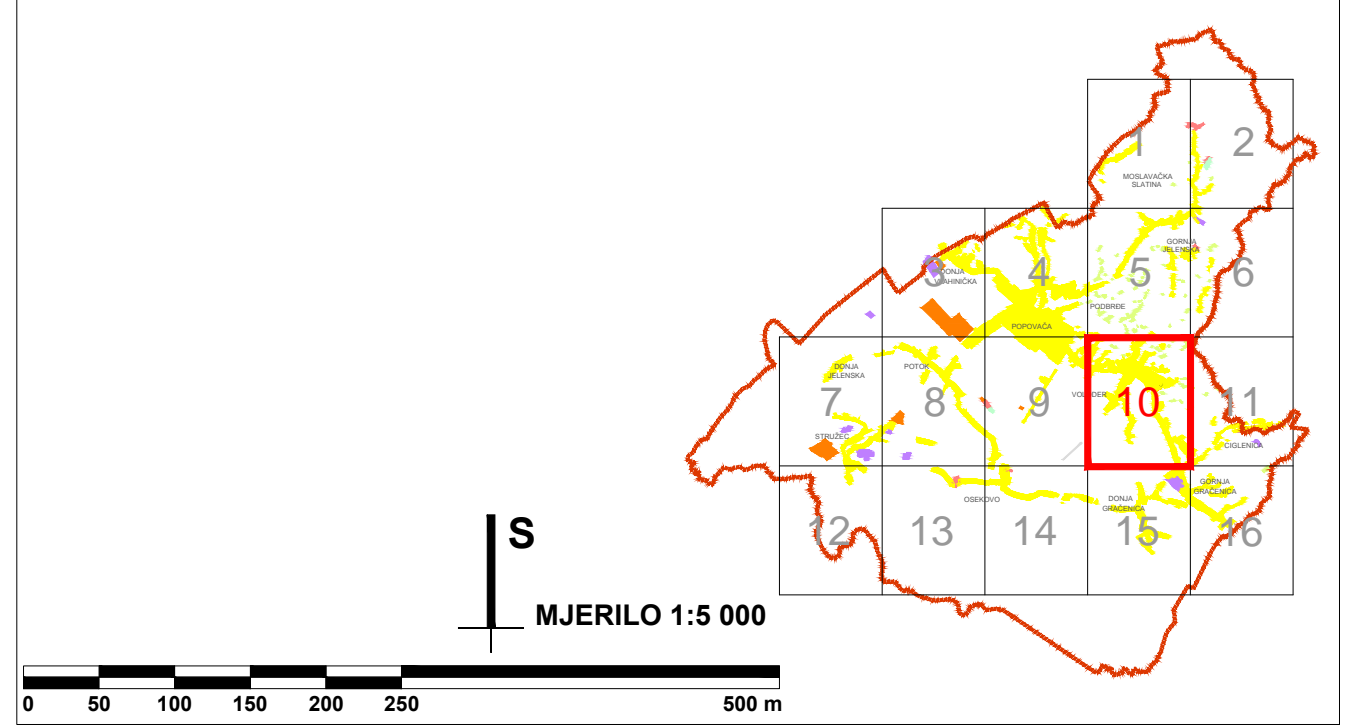 1
2
MOSLAVAČKA
SLATINA
GORNJA
JELENSKA
3
4
5
6
DONJA
VLAHINIČKA
PODBRĐE
POPOVAČA
DONJA
JELENSKA
POTOK
7
8
9
VOLODER
10
11
STRUŽEC
CIGLENICA
GORNJA
GRAČENICA
OSEKOVO
DONJA
GRAČENICA
12
13
14
15
16
S
MJERILO 1:5 000
0 50 100 150 200 250 500 m